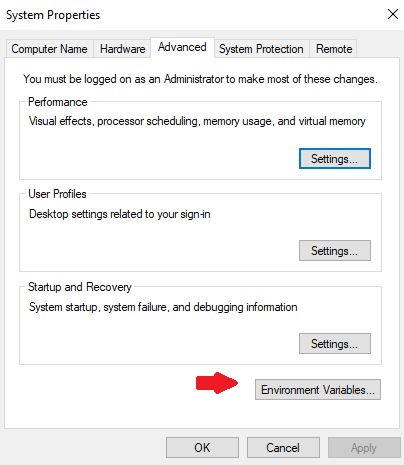 System Properties
Computer Name Hardware Advanced System Protection Remote
You must be logged on as an Administrator to make most of these changes.
Performance
Visual effects, processor scheduling, memory usage, and virtual memory
Settings...
User Profiles
Desktop settings related to your sign-in
Settings...
Startup and Recovery
System startup, system failure, and debugging information
Settings...
Environment Variables...
OK Cancel Apply